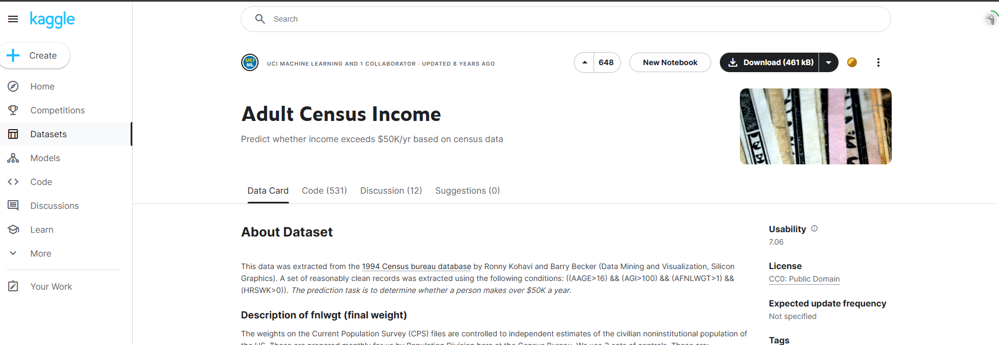 kaggle
Search
Create
Home
Competitions
Datasets
Models
Code
Discussions
Learn
More
Your Work
UCI
ML
UCI MACHINE LEARNING AND 1 COLLABORATOR · UPDATED 8 YEARS AGO
648
New Notebook
Download (461 kB)
Adult Census Income
Predict whether income exceeds $50K/yr based on census data
Data Card
Code (531)
Discussion (12)
Suggestions (0)
About Dataset
This data was extracted from the 1994 Census bureau database by Ronny Kohavi and Barry Becker (Data Mining and Visualization, Silicon
Graphics). A set of reasonably clean records was extracted using the following conditions: ((AAGE>16) && (AGI>100) && (AFNLWGT>1) &&
(HRSWK>0)). The prediction task is to determine whether a person makes over $50K a year.
Description of fnlwgt (final weight)
The weights on the Current Population Survey (CPS) files are controlled to independent estimates of the civilian noninstitutional population of
the US. These are prepared monthly for us by Population Division here at the Census Bureau. We use 3 sets of controls. These are:
Usability
7.06
License
CC0: Public Domain
Expected update frequency
Not specified
Tags